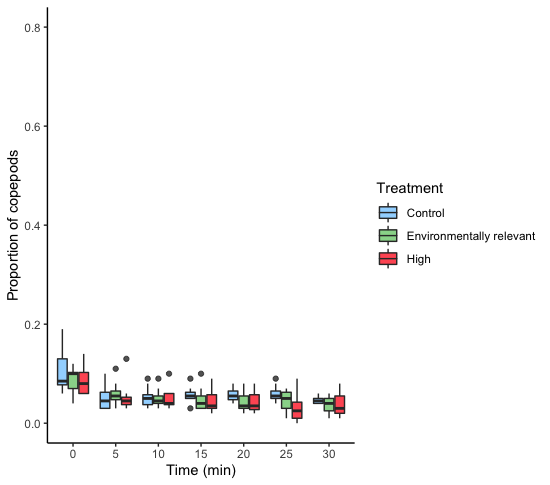 Proportion of copepods
0.8
0.6
0.4
0.2
0.0
0 5 10 15 20 25 30
Time (min)
Treatment
Control
Environmentally relevant
High